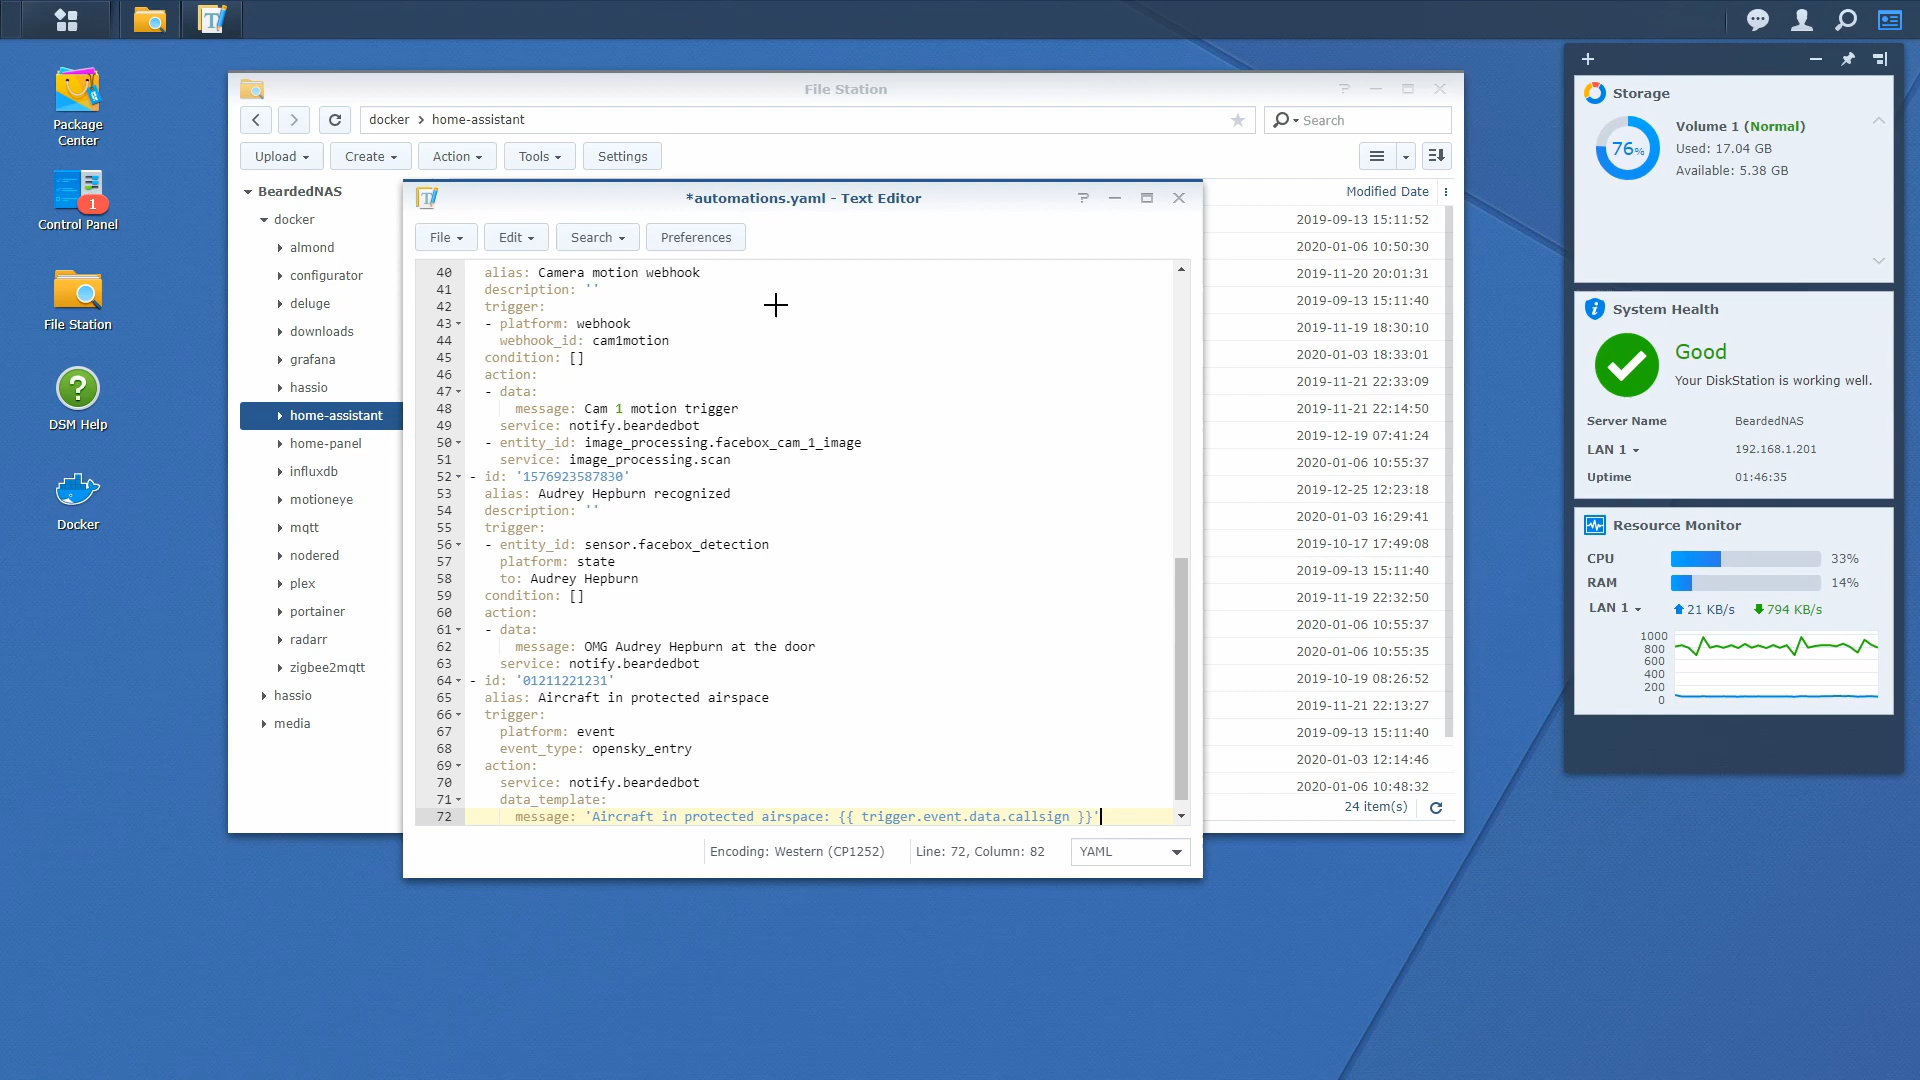 Package
Center
1
Control Panel
File Station
DSM Help
Docker
File Station
docker › home-assistant
Search
Upload
Create
Action
Tools
Settings
BeardedNAS
docker
almond
configurator
deluge
downloads
grafana
hassio
home-assistant
home-panel
influxdb
motioneye
mqtt
nodered
plex
portainer
radarr
zigbee2mqtt
hassio
media
*automations.yaml - Text Editor
File
Edit
Search
Preferences
40 alias: Camera motion webhook
41 description: ''
42 trigger:
43 - platform: webhook
44 webhook_id: cam1motion
45 condition: []
46 action:
47 - data:
48 message: Cam 1 motion trigger
49 service: notify.beardedbot
50 - entity_id: image_processing.facebox_cam_1_image
51 service: image_processing.scan
52 - id: '1576923587830'
53 alias: Audrey Hepburn recognized
54 description: ''
55 trigger:
56 - entity_id: sensor.facebox_detection
57 platform: state
58 to: Audrey Hepburn
59 condition: []
60 action:
61 - data:
62 message: OMG Audrey Hepburn at the door
63 service: notify.beardedbot
64 - id: '01211221231'
65 alias: Aircraft in protected airspace
66 trigger:
67 platform: event
68 event_type: opensky_entry
69 action:
70 service: notify.beardedbot
71 data_template:
72 message: 'Aircraft in protected airspace: {{ trigger.event.data.callsign }}'
Encoding: Western (CP1252)
Line: 72, Column: 82
YAML
Modified Date
2019-09-13 15:11:52
2020-01-06 10:50:30
2019-11-20 20:01:31
2019-09-13 15:11:40
2019-11-19 18:30:10
2020-01-03 18:33:01
2019-11-21 22:33:09
2019-11-21 22:14:50
2019-12-19 07:41:24
2020-01-06 10:55:37
2019-12-25 12:23:18
2020-01-03 16:29:41
2019-10-17 17:49:08
2019-09-13 15:11:40
2019-11-19 22:32:50
2020-01-06 10:55:37
2020-01-06 10:55:35
2019-10-19 08:26:52
2019-11-21 22:13:27
2019-09-13 15:11:40
2020-01-03 12:14:46
2020-01-06 10:48:32
24 item(s)
Storage
76%
Volume 1 (Normal)
Used: 17.04 GB
Available: 5.38 GB
System Health
Good
Your DiskStation is working well.
Server Name BeardedNAS
LAN 1 192.168.1.201
Uptime 01:46:35
Resource Monitor
CPU 33%
RAM 14%
LAN 1 21 KB/s 794 KB/s
1000
800
600
400
200
0